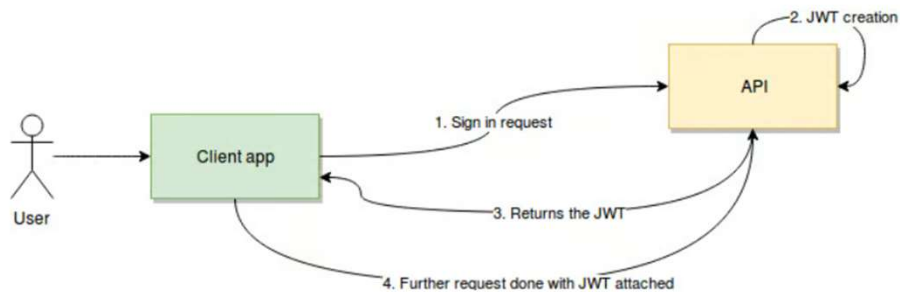 2. JWT creation
API
1. Sign in request
Client app
User
3. Returns the JWT
4. Further request done with JWT attached